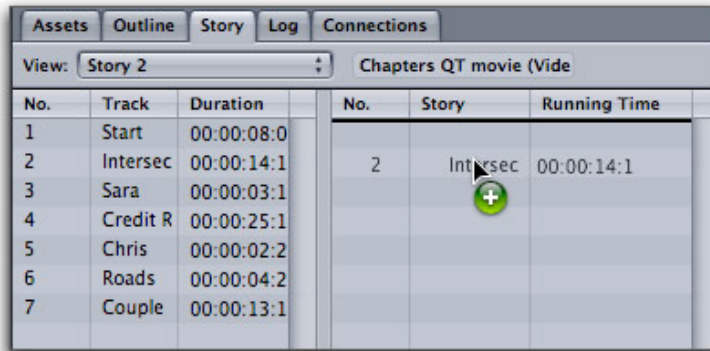 Assets Outline Story Log Connections
View: Story 2 Chapters QT movie (Vide
No. Track Duration No. Story Running Time
1 Start 00:00:08:0
2 Intersec 00:00:14:1 2 Intersec 00:00:14:1
3 Sara 00:00:03:1
4 Credit R 00:00:25:1
5 Chris 00:00:02:2
6 Roads 00:00:04:2
7 Couple 00:00:13:1